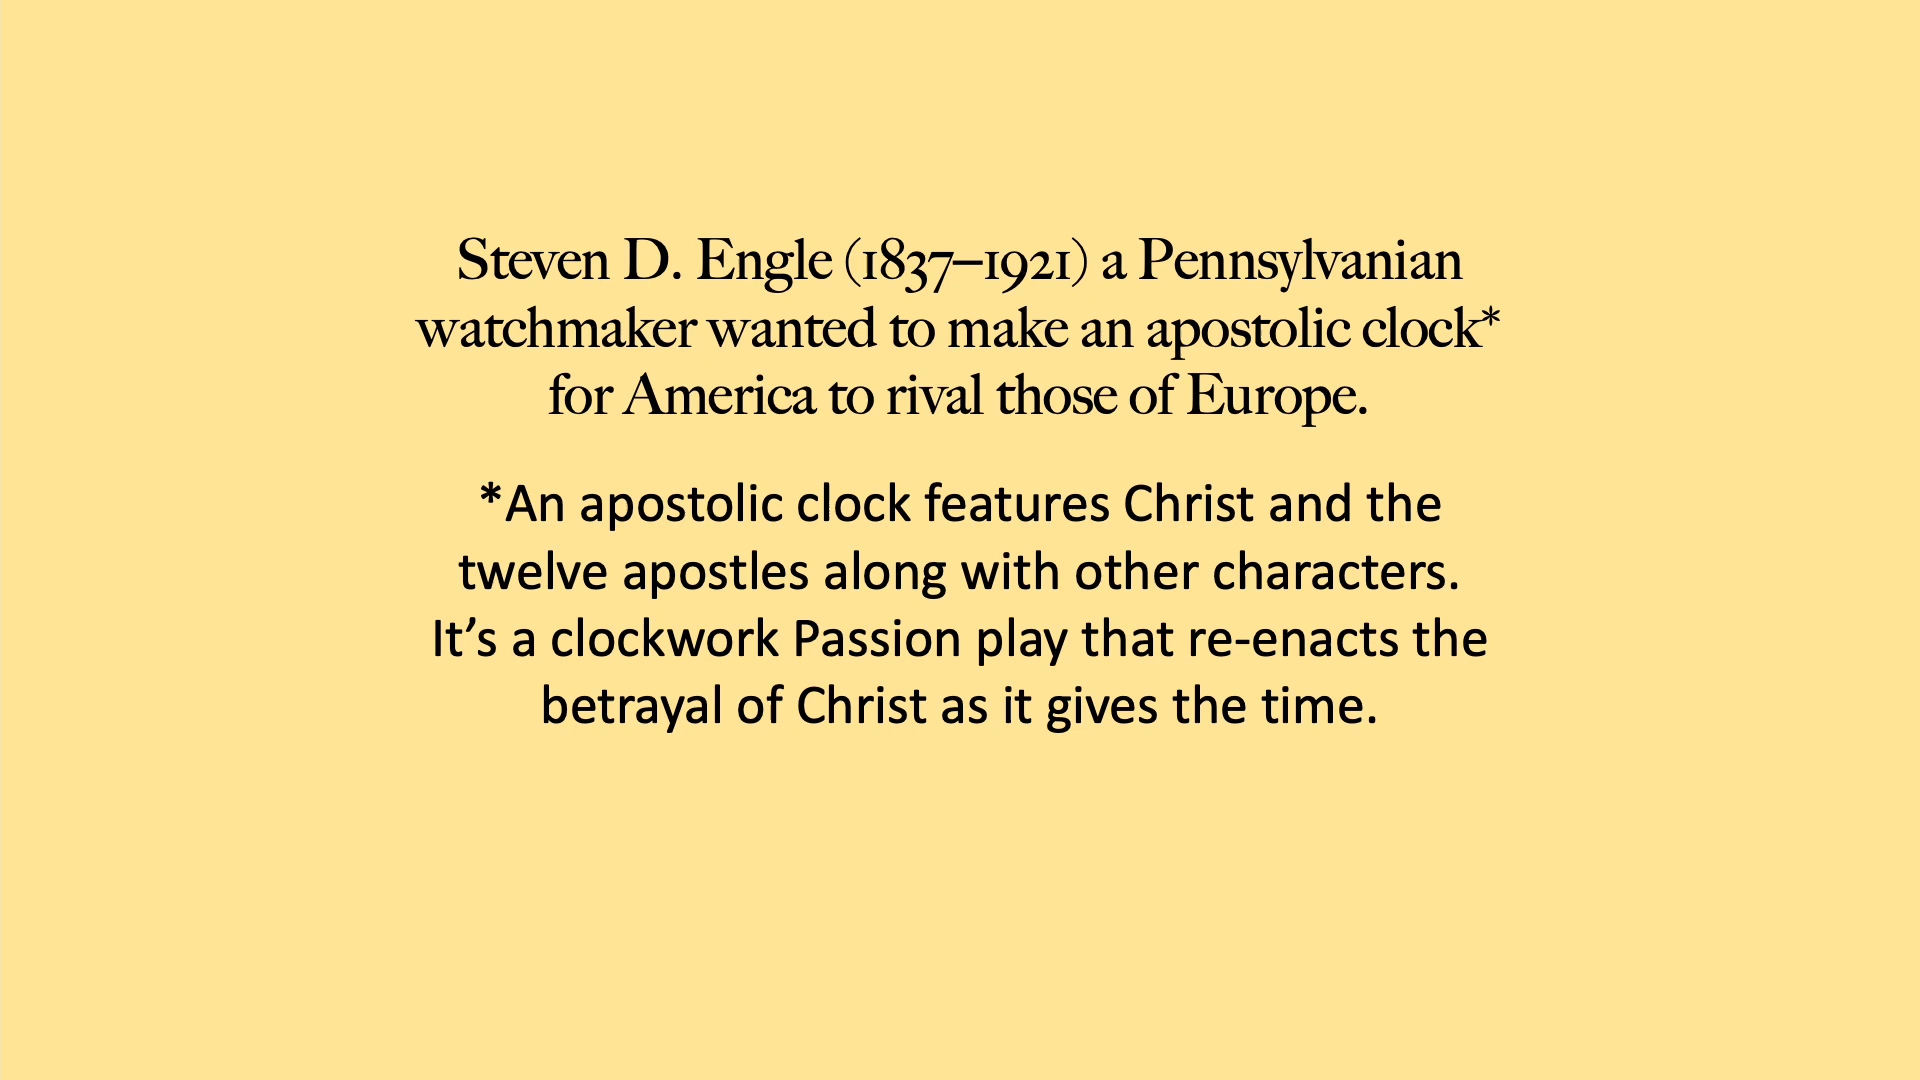 Steven D. Engle (1837–1921) a Pennsylvanian
watchmaker wanted to make an apostolic clock*
for America to rival those of Europe.
*An apostolic clock features Christ and the
twelve apostles along with other characters.
It’s a clockwork Passion play that re-enacts the
betrayal of Christ as it gives the time.